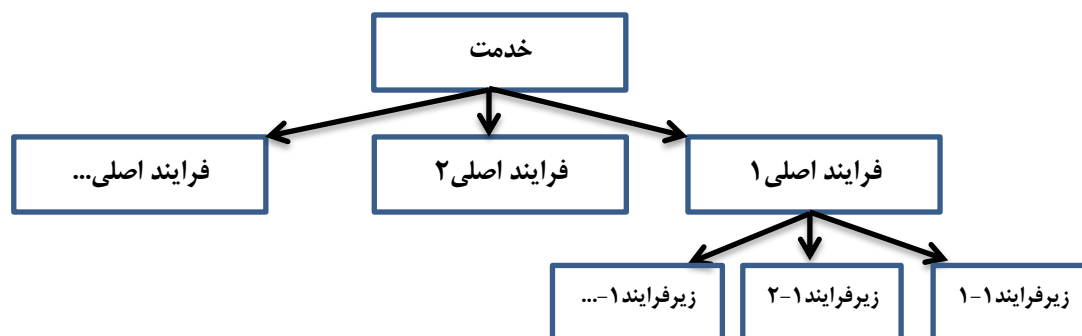 خدمت
فرایند اصلی۱
فرایند اصلی۲
فرایند اصلی...
زیرفرایند۱-۱
زیرفرایند۱-۲
زیرفرایند۱-...